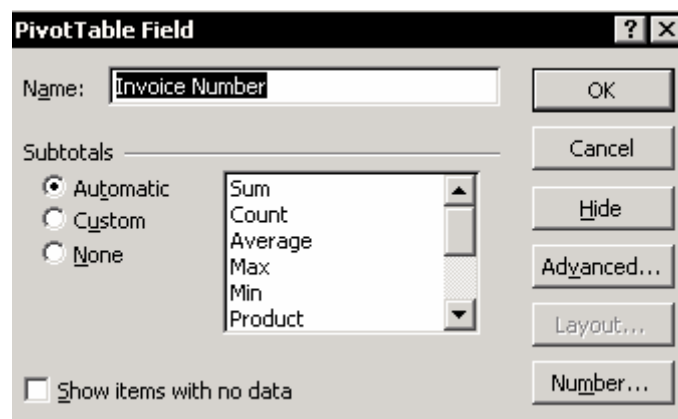 PivotTable Field
Name: Invoice Number
OK
Subtotals
Cancel
Automatic
Custom
None
Sum
Count
Average
Max
Min
Product
Hide
Advanced...
Layout...
Show items with no data
Number...